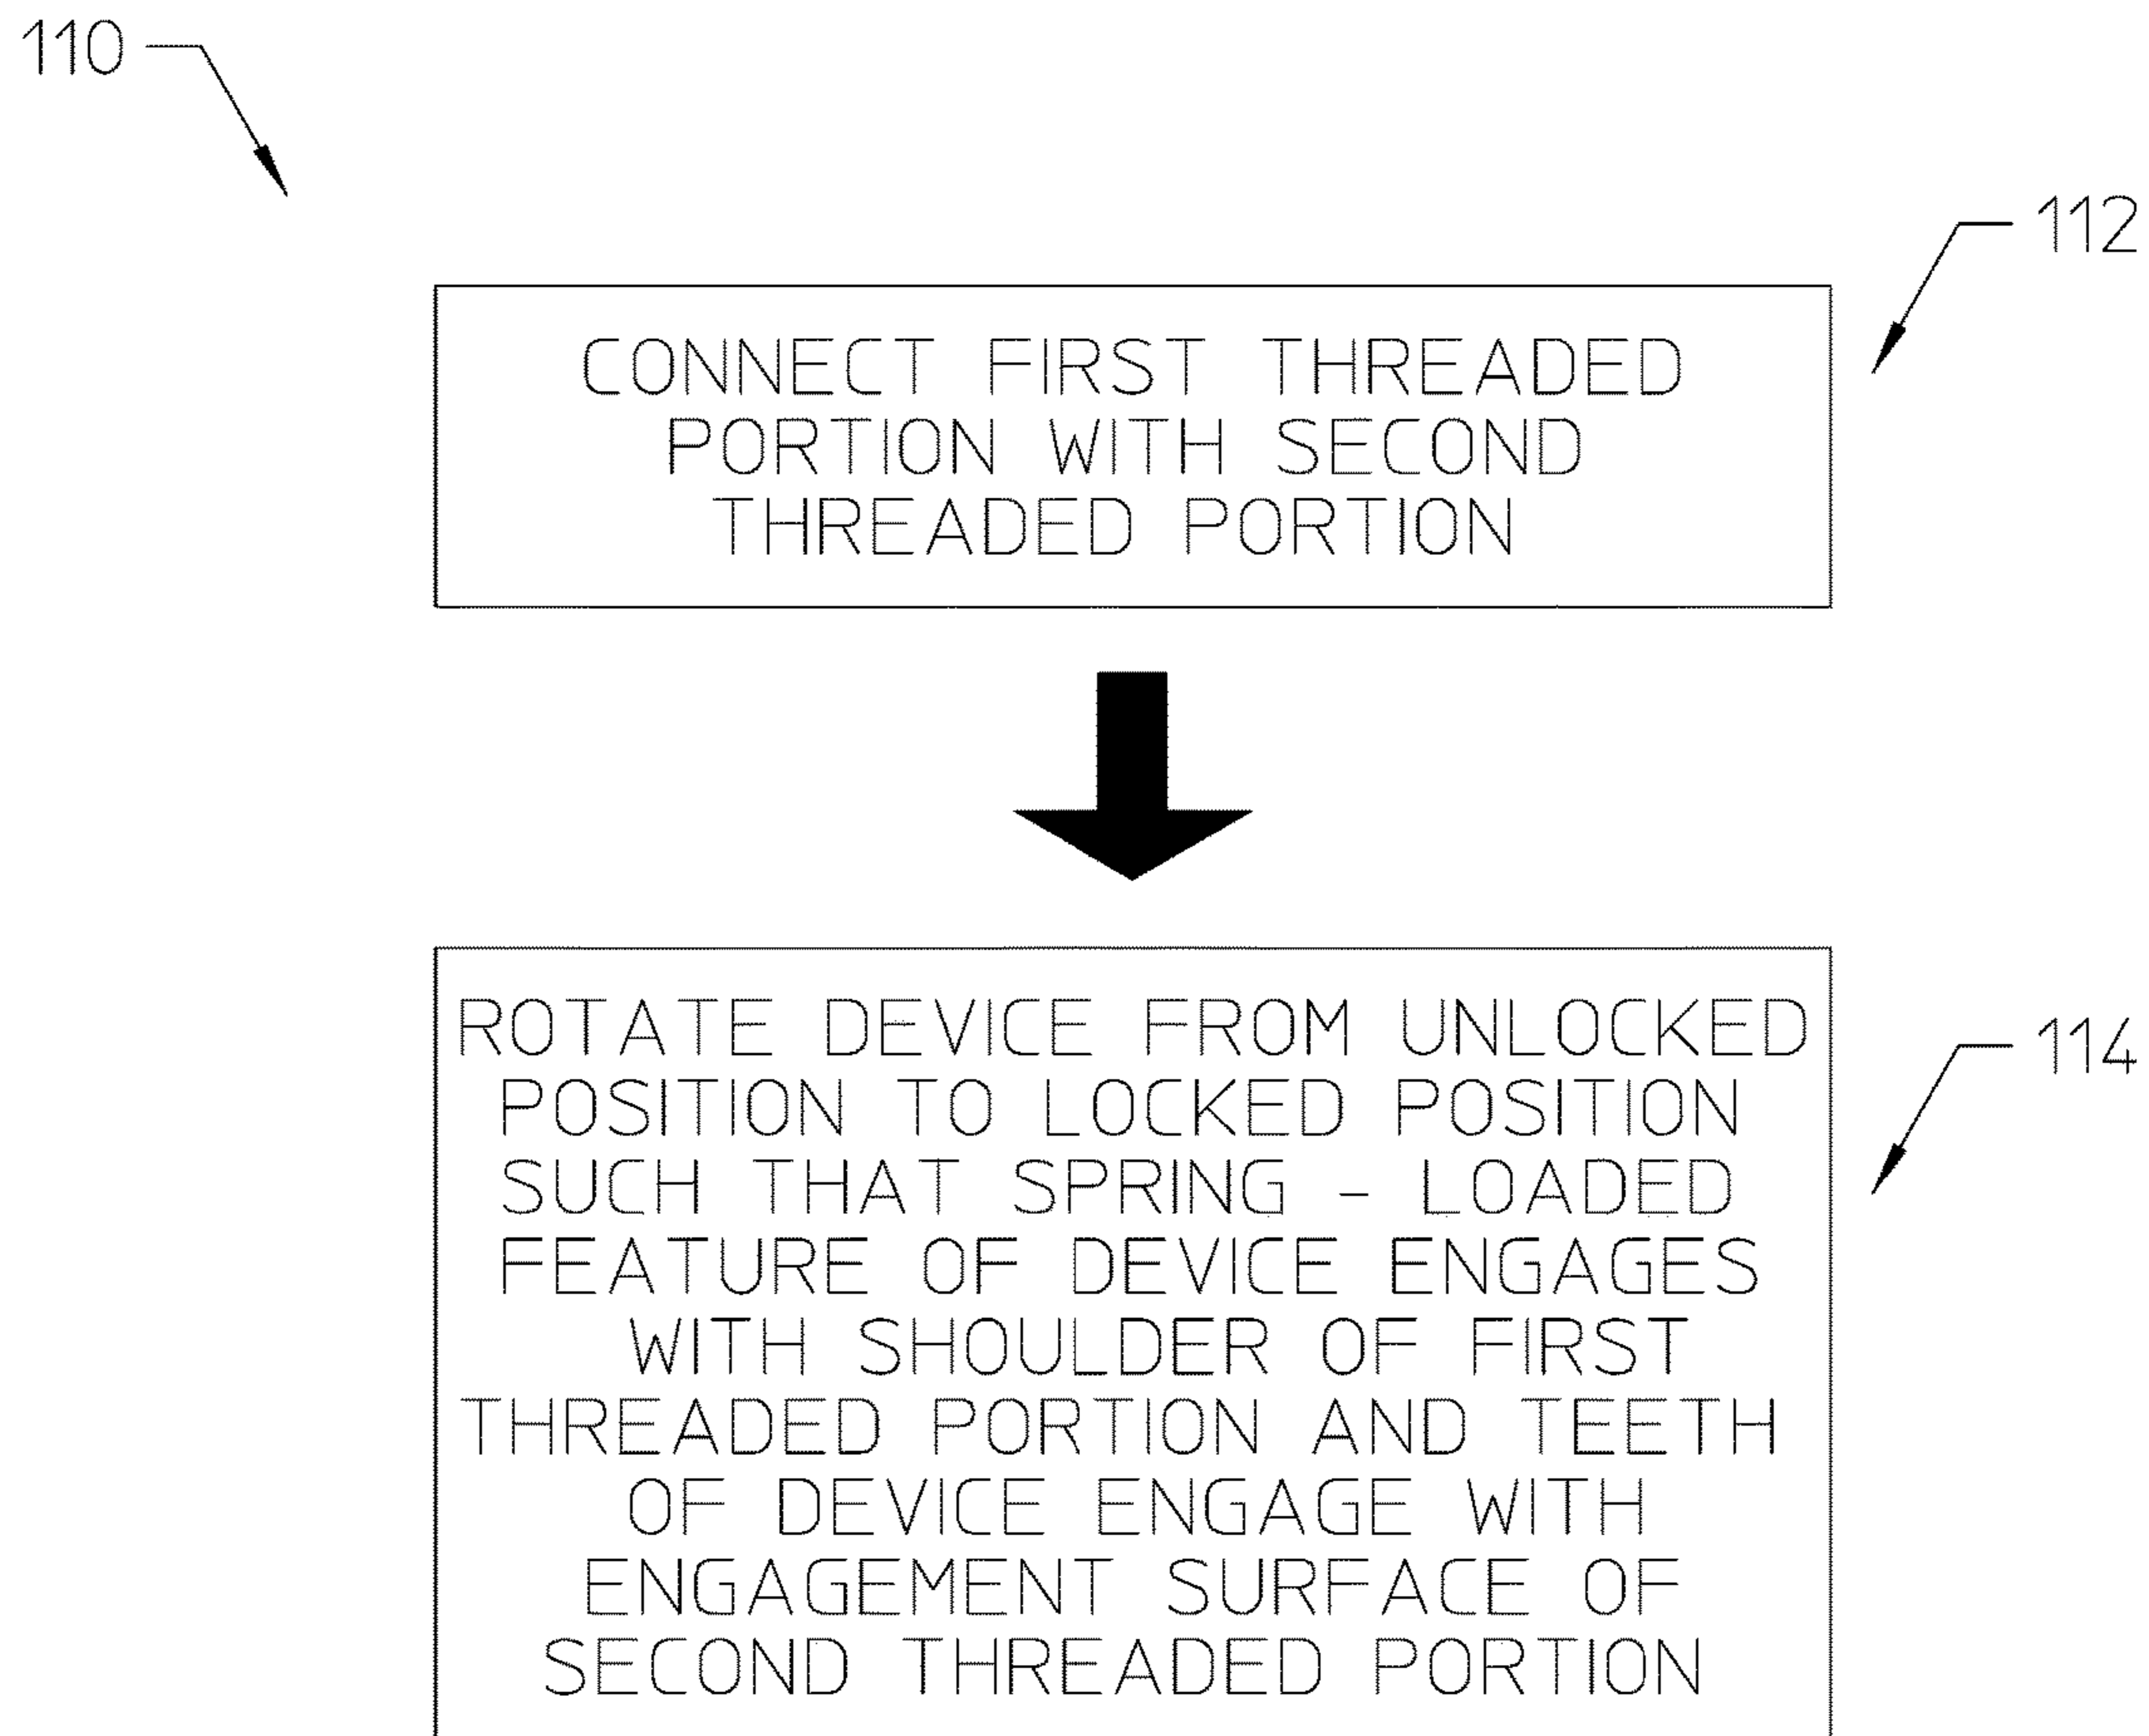 110
112
CONNECT FIRST THREADED
PORTION WITH SECOND
THREADED PORTION
114
ROTATE DEVICE FROM UNLOCKED
POSITION TO LOCKED POSITION
SUCH THAT SPRING - LOADED
FEATURE OF DEVICE ENGAGES
WITH SHOULDER OF FIRST
THREADED PORTION AND TEETH
OF DEVICE ENGAGE WITH
ENGAGEMENT SURFACE OF
SECOND THREADED PORTION